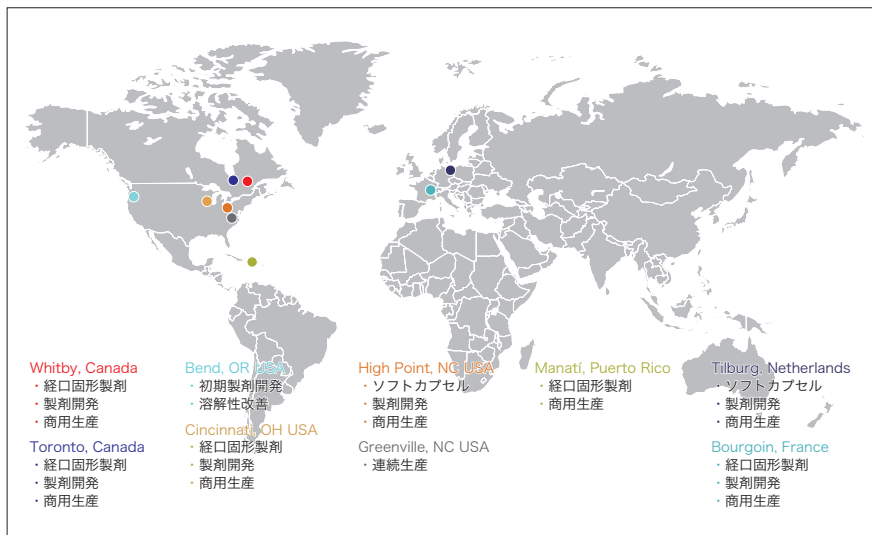 Whitby, Canada
・経口固形製剤
・製剤開発
・商用生産
Toronto, Canada
・経口固形製剤
・製剤開発
・商用生産
Bend, OR USA
・初期製剤開発
・溶解性改善
Cincinnati, OH USA
・経口固形製剤
・製剤開発
・商用生産
High Point, NC USA
・ソフトカプセル
・製剤開発
・商用生産
Greenville, NC USA
・連続生産
Manatí, Puerto Rico
・経口固形製剤
・商用生産
Tilburg, Netherlands
・ソフトカプセル
・製剤開発
・商用生産
Bourgoin, France
・経口固形製剤
・製剤開発
・商用生産